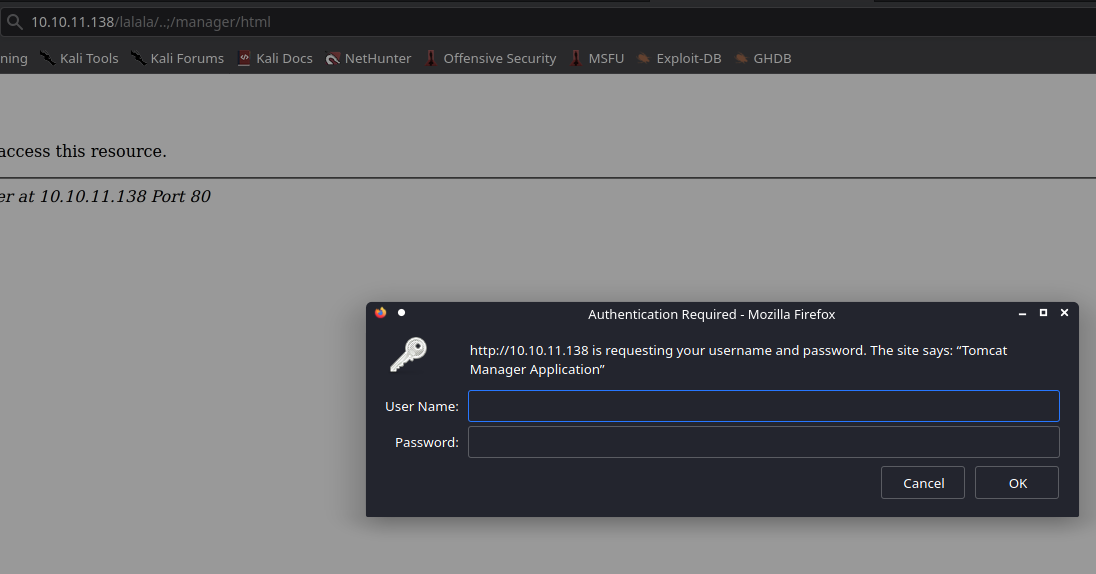 10.10.11.138/lalala/..;/manager/html
ning Kali Tools Kali Forums Kali Docs NetHunter Offensive Security MSFU Exploit-DB GHDB
access this resource.
er at 10.10.11.138 Port 80
Authentication Required - Mozilla Firefox
http://10.10.11.138 is requesting your username and password. The site says: “Tomcat
Manager Application”
User Name:
Password:
Cancel OK